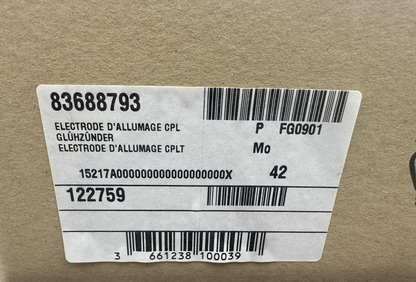 83688793
ELECTRODE D'ALLUMAGE CPL P FG0901
GLÜHZÜNDER
ELECTRODE D'ALLUMAGE CPLT Mo
15217A000000000000000000X 42
122759
3 661238 100039